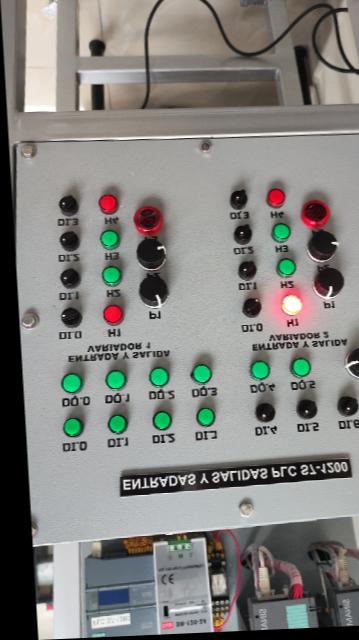 ENTRADAS Y SALIDAS PLC S7-1200
DI.0 DI.1 DI.2 DI.3 DI.4 DI.5 DI.6
DQ.0 DQ.1 DQ.2 DQ.3 DQ.4 DQ.5
ENTRADA Y SALIDA
VARIADOR 1
DI.0 H1 P1
DI.1 H2
DI.2 H3
DI.3 H4
ENTRADA Y SALIDA
VARIADOR 2
DI.0 H1 P1
DI.1 H2
DI.2 H3
DI.3 H4